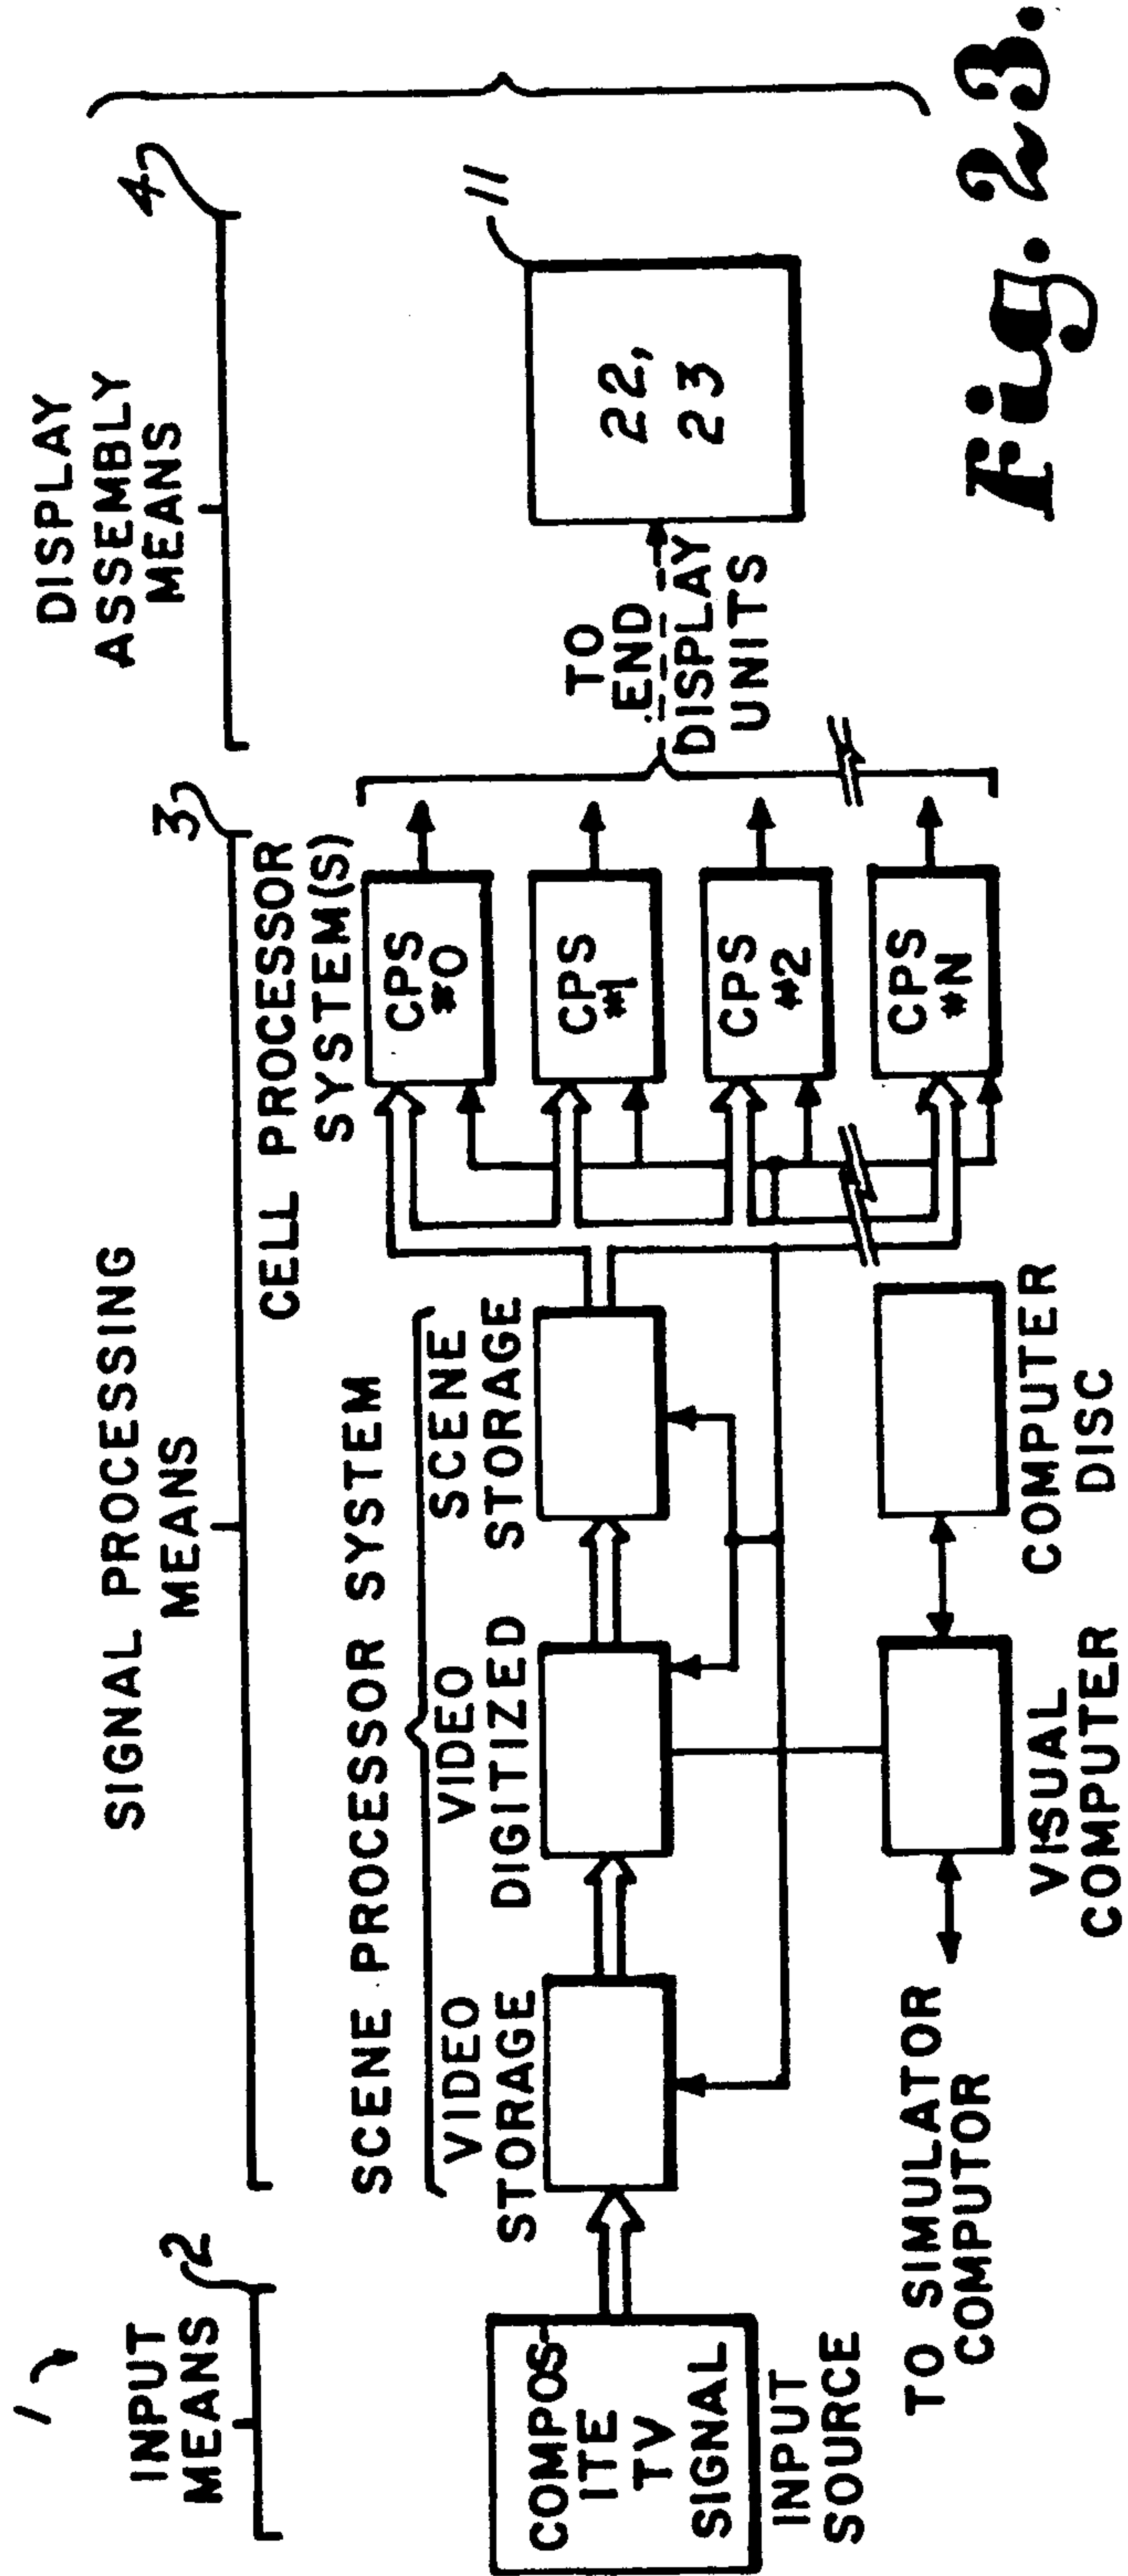 1
INPUT
MEANS
2
SIGNAL PROCESSING
MEANS
3
DISPLAY
ASSEMBLY
MEANS
4
SCENE PROCESSOR SYSTEM
VIDEO
STORAGE
VIDEO
DIGITIZED
SCENE
STORAGE
CELL PROCESSOR
SYSTEM(S)
COMPOS-
ITE
TV
SIGNAL
INPUT
SOURCE
CPS
#0
CPS
#1
CPS
#2
CPS
#N
TO
END
DISPLAY
UNITS
11
22,
23
TO SIMULATOR
COMPUTOR
VISUAL
COMPUTER
COMPUTER
DISC
Fig. 23.